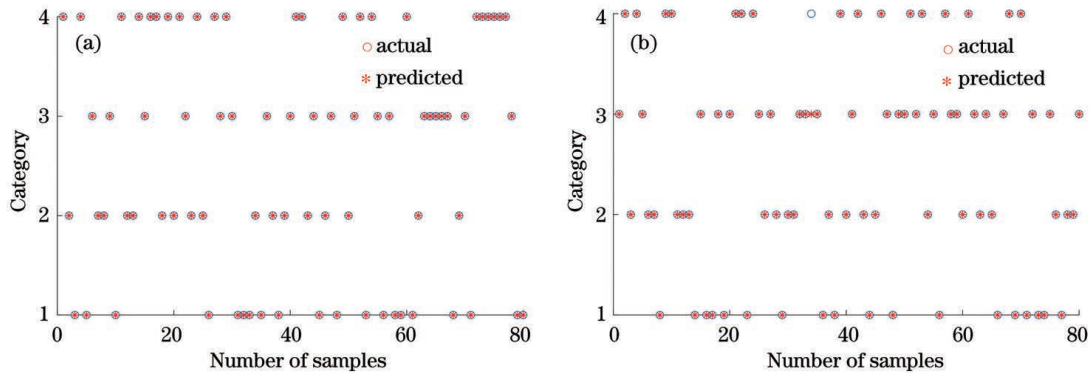 4
(a)
actual
predicted
3
Category
2
1
0
20
40
60
80
Number of samples
4
(b)
actual
predicted
3
Category
2
1
0
20
40
60
80
Number of samples